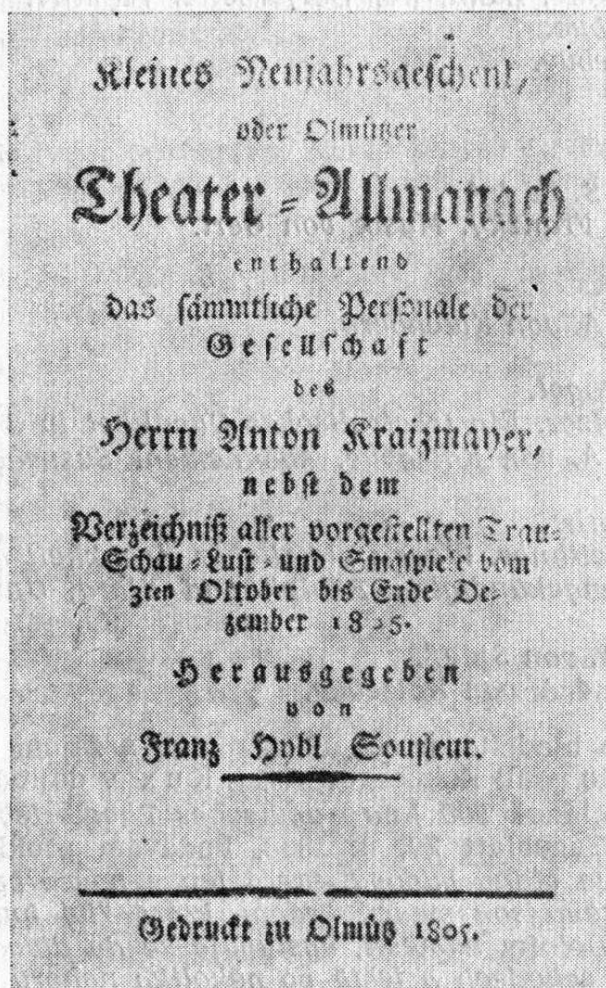 Kleines Neujahrsgeschenk,
oder Olmützer
Theater-Allmanach
enthaltend
das sämmtliche Personale der
Gesellschaft
des
Herrn Anton Kraizmayer,
nebst dem
Verzeichniß aller vorgestellten Trau-
Schau-Lust-und Singspiele vom
3ten Oktober bis Ende De-
zember 1805.
Herausgegeben
von
Franz Hybl Soufleur.
Gedruckt zu Olmütz 1805.